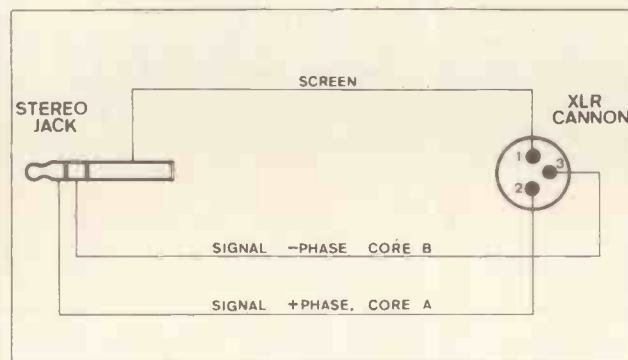 SCREEN
STEREO
JACK
XLR
CANNON
1
3
2
SIGNAL −PHASE CORE B
SIGNAL +PHASE, CORE A